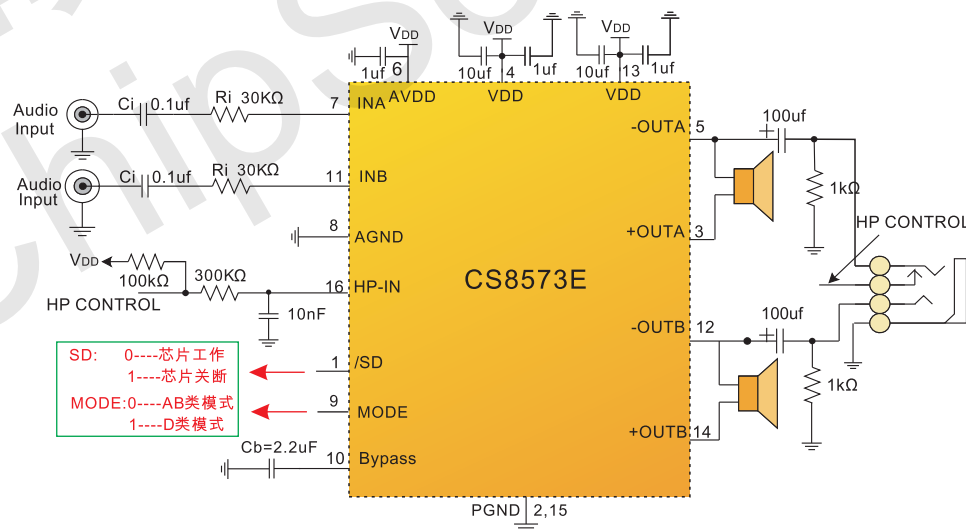 VDD
1uf
6
10uf
VDD
4
1uf
10uf
VDD
13
1uf
Audio Input
Ci
0.1uf
Ri 30KΩ
7
INA
AVDD
VDD
VDD
-OUTA
5
100uf
1kΩ
Audio Input
Ci
0.1uf
Ri 30KΩ
11
INB
8
AGND
+OUTA
3
HP CONTROL
VDD
100kΩ
HP CONTROL
300KΩ
16
HP-IN
10nF
CS8573E
-OUTB
12
100uf
1kΩ
SD: 0----芯片工作
1----芯片关断
MODE:0----AB类模式
1----D类模式
1
/SD
9
MODE
+OUTB
14
Cb=2.2uF
10
Bypass
PGND
2,15